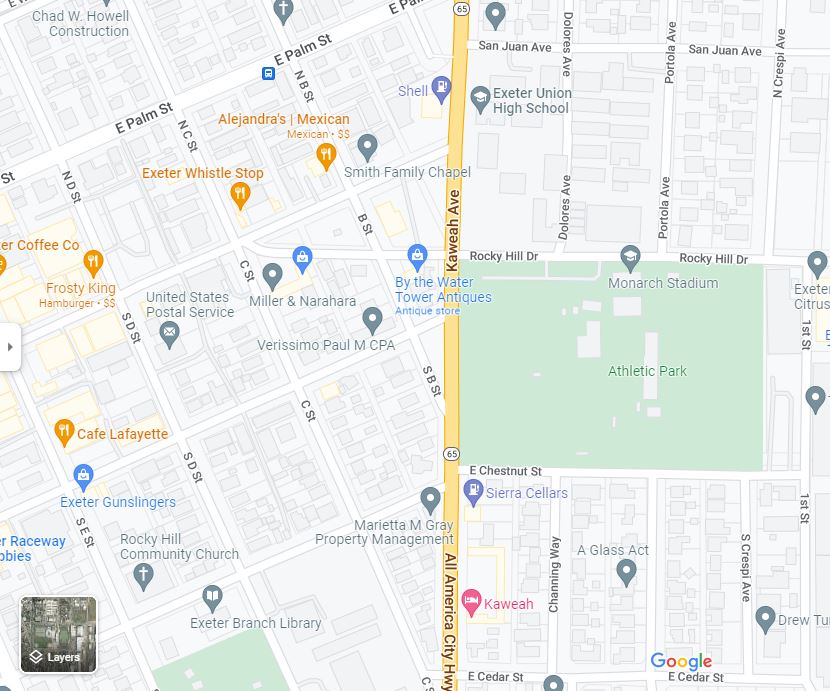 Chad W. Howell
Construction
E Palm St
65
San Juan Ave
San Juan Ave
Dolores Ave
Portola Ave
N Crespi Ave
E Palm St
N B St
Shell
Exeter Union
High School
E Palm St
N C St
Alejandra's | Mexican
Mexican • $$
Exeter Whistle Stop
Smith Family Chapel
St
N D St
Kaweah Ave
B St
Dolores Ave
Portola Ave
Rocky Hill Dr
Rocky Hill Dr
er Coffee Co
Frosty King
Hamburger • $$
C St
Miller & Narahara
By the Water
Tower Antiques
Antique store
Monarch Stadium
Exeter
Citrus
United States
Postal Service
S D St
Verissimo Paul M CPA
1st St
E
S B St
Athletic Park
C St
Cafe Lafayette
S D St
65
E Chestnut St
Exeter Gunslingers
Sierra Cellars
1st St
S E St
Marietta M Gray
Property Management
er Raceway
bbies
Rocky Hill
Community Church
All America City Hwy
Channing Way
A Glass Act
S Crespi Ave
Exeter Branch Library
Kaweah
Drew Tur
Layers
Google
E Cedar St
E Cedar St
C S